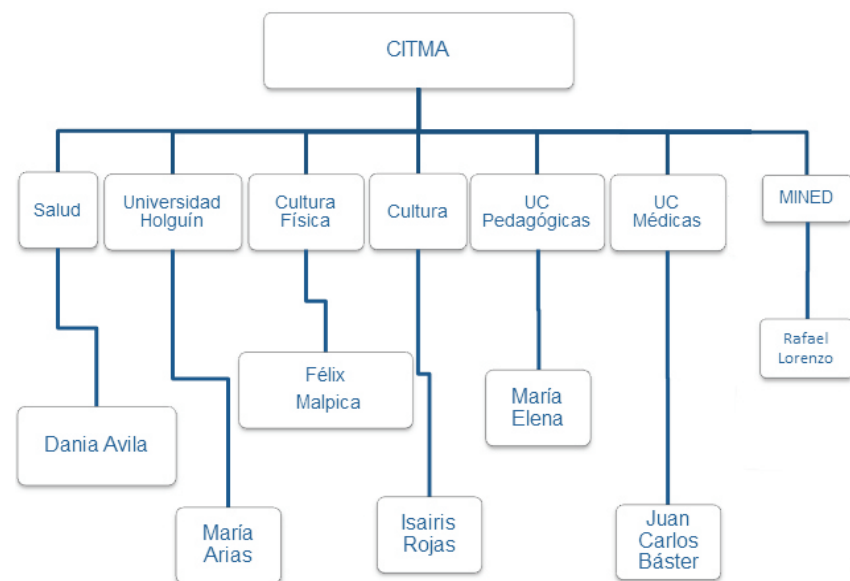 CITMA
Salud
Universidad
Holguín
Cultura
Física
Cultura
UC
Pedagógicas
UC
Médicas
MINED
Dania Avila
María
Arias
Félix
Malpica
Isairis
Rojas
María
Elena
Juan
Carlos
Báster
Rafael
Lorenzo